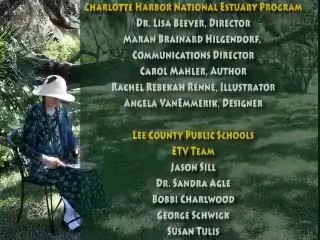 Charlotte Harbor National Estuary Program
Dr. Lisa Beever, Director
Maran Brainard Hilgendorf,
Communications Director
Carol Mahler, Author
Rachel Rebekah Renne, Illustrator
Angela VanEmmerik, Designer
Lee County Public Schools
ETV Team
Jason Sill
Dr. Sandra Agle
Bobbi Charlwood
George Schwigk
Susan Tulis